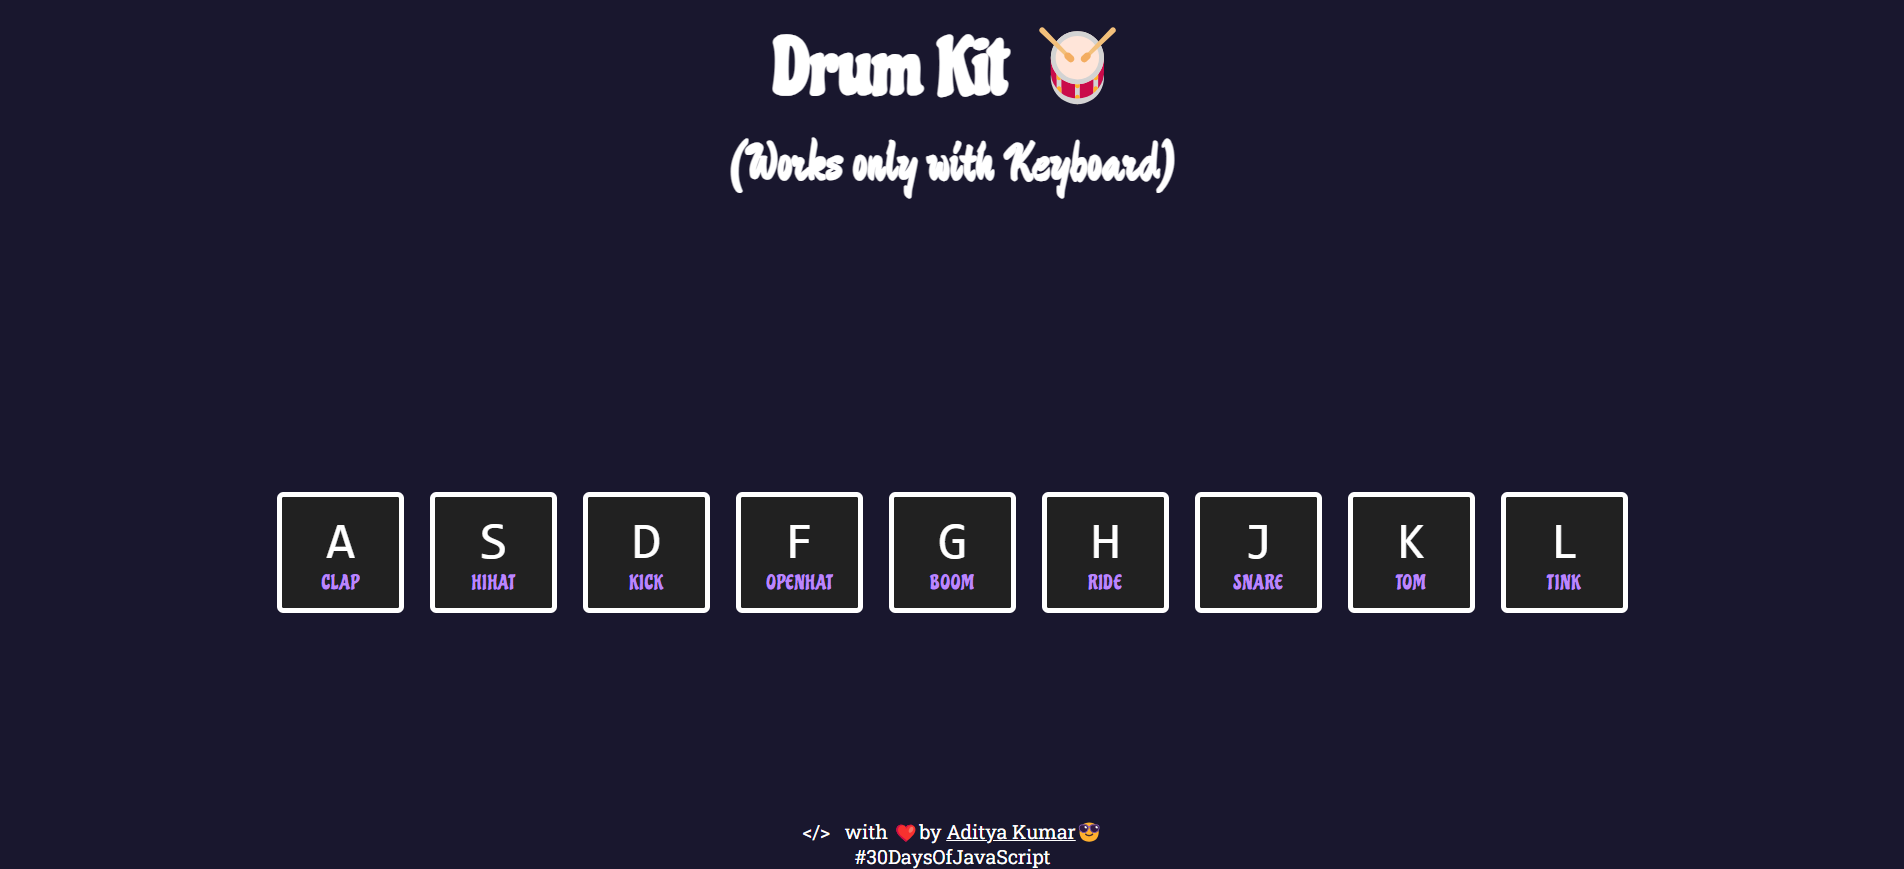 Drum Kit
(Works only with Keyboard)
A S D F G H J K L
CLAP HIHAT KICK OPENHAT BOOM RIDE SNARE TOM TINK
</> with ❤️by Aditya Kumar😎
#30DaysOfJavaScript